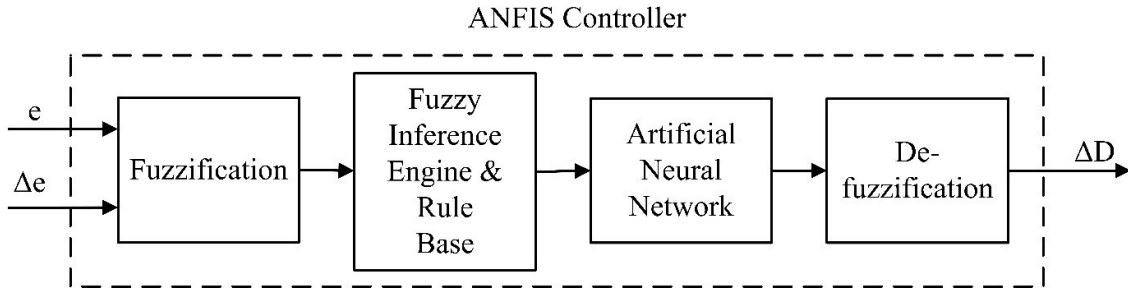 ANFIS Controller
e
Δe
Fuzzification
Fuzzy
Inference
Engine &
Rule
Base
Artificial
Neural
Network
De-
fuzzification
ΔD